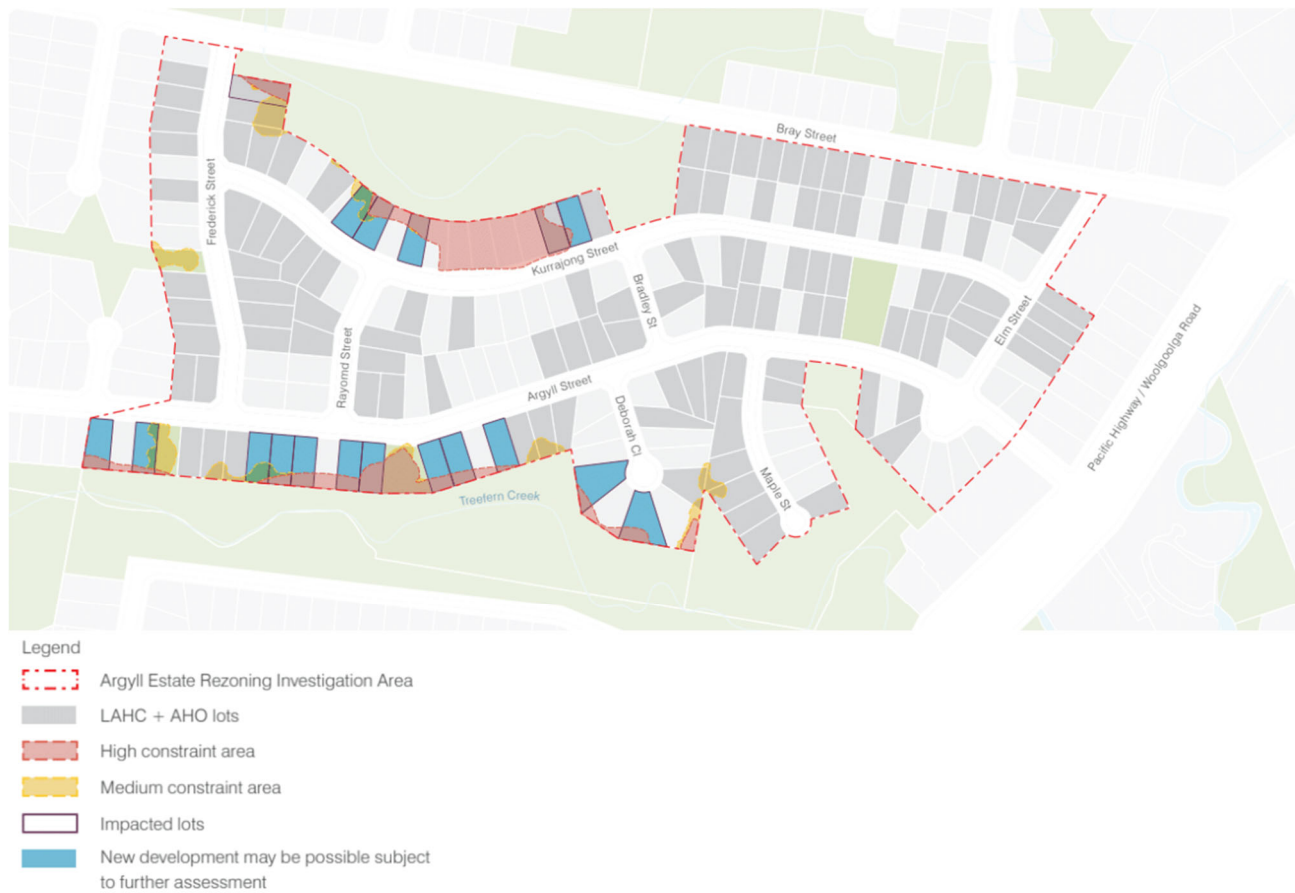 Bray Street
Frederick Street
Kurrajong Street
Bradley St
Elm Street
Pacific Highway / Woolgoolga Road
Rayomd Street
Argyll Street
Deborah Cl
Maple St
Treefern Creek
Legend
Argyll Estate Rezoning Investigation Area
LAHC + AHO lots
High constraint area
Medium constraint area
Impacted lots
New development may be possible subject
to further assessment